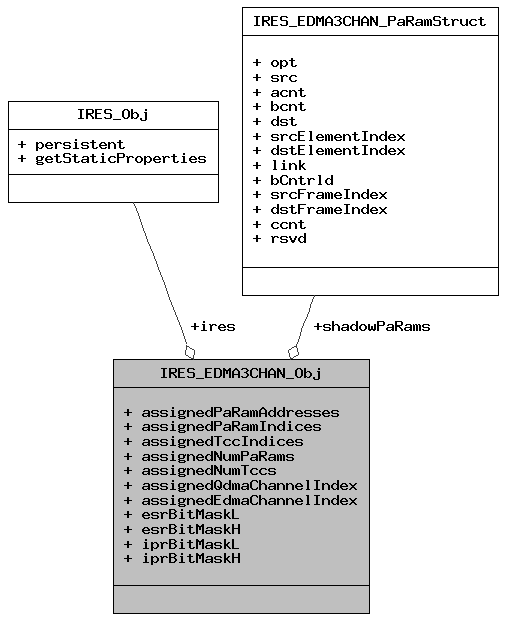 IRES_EDMA3CHAN_PaRamStruct
+ opt
+ src
+ acnt
+ bcnt
+ dst
+ srcElementIndex
+ dstElementIndex
+ link
+ bCntrld
+ srcFrameIndex
+ dstFrameIndex
+ ccnt
+ rsvd
IRES_Obj
+ persistent
+ getStaticProperties
+ires
+shadowPaRams
IRES_EDMA3CHAN_Obj
+ assignedPaRamAddresses
+ assignedPaRamIndices
+ assignedTccIndices
+ assignedNumPaRams
+ assignedNumTccs
+ assignedQdmaChannelIndex
+ assignedEdmaChannelIndex
+ esrBitMaskL
+ esrBitMaskH
+ iprBitMaskL
+ iprBitMaskH